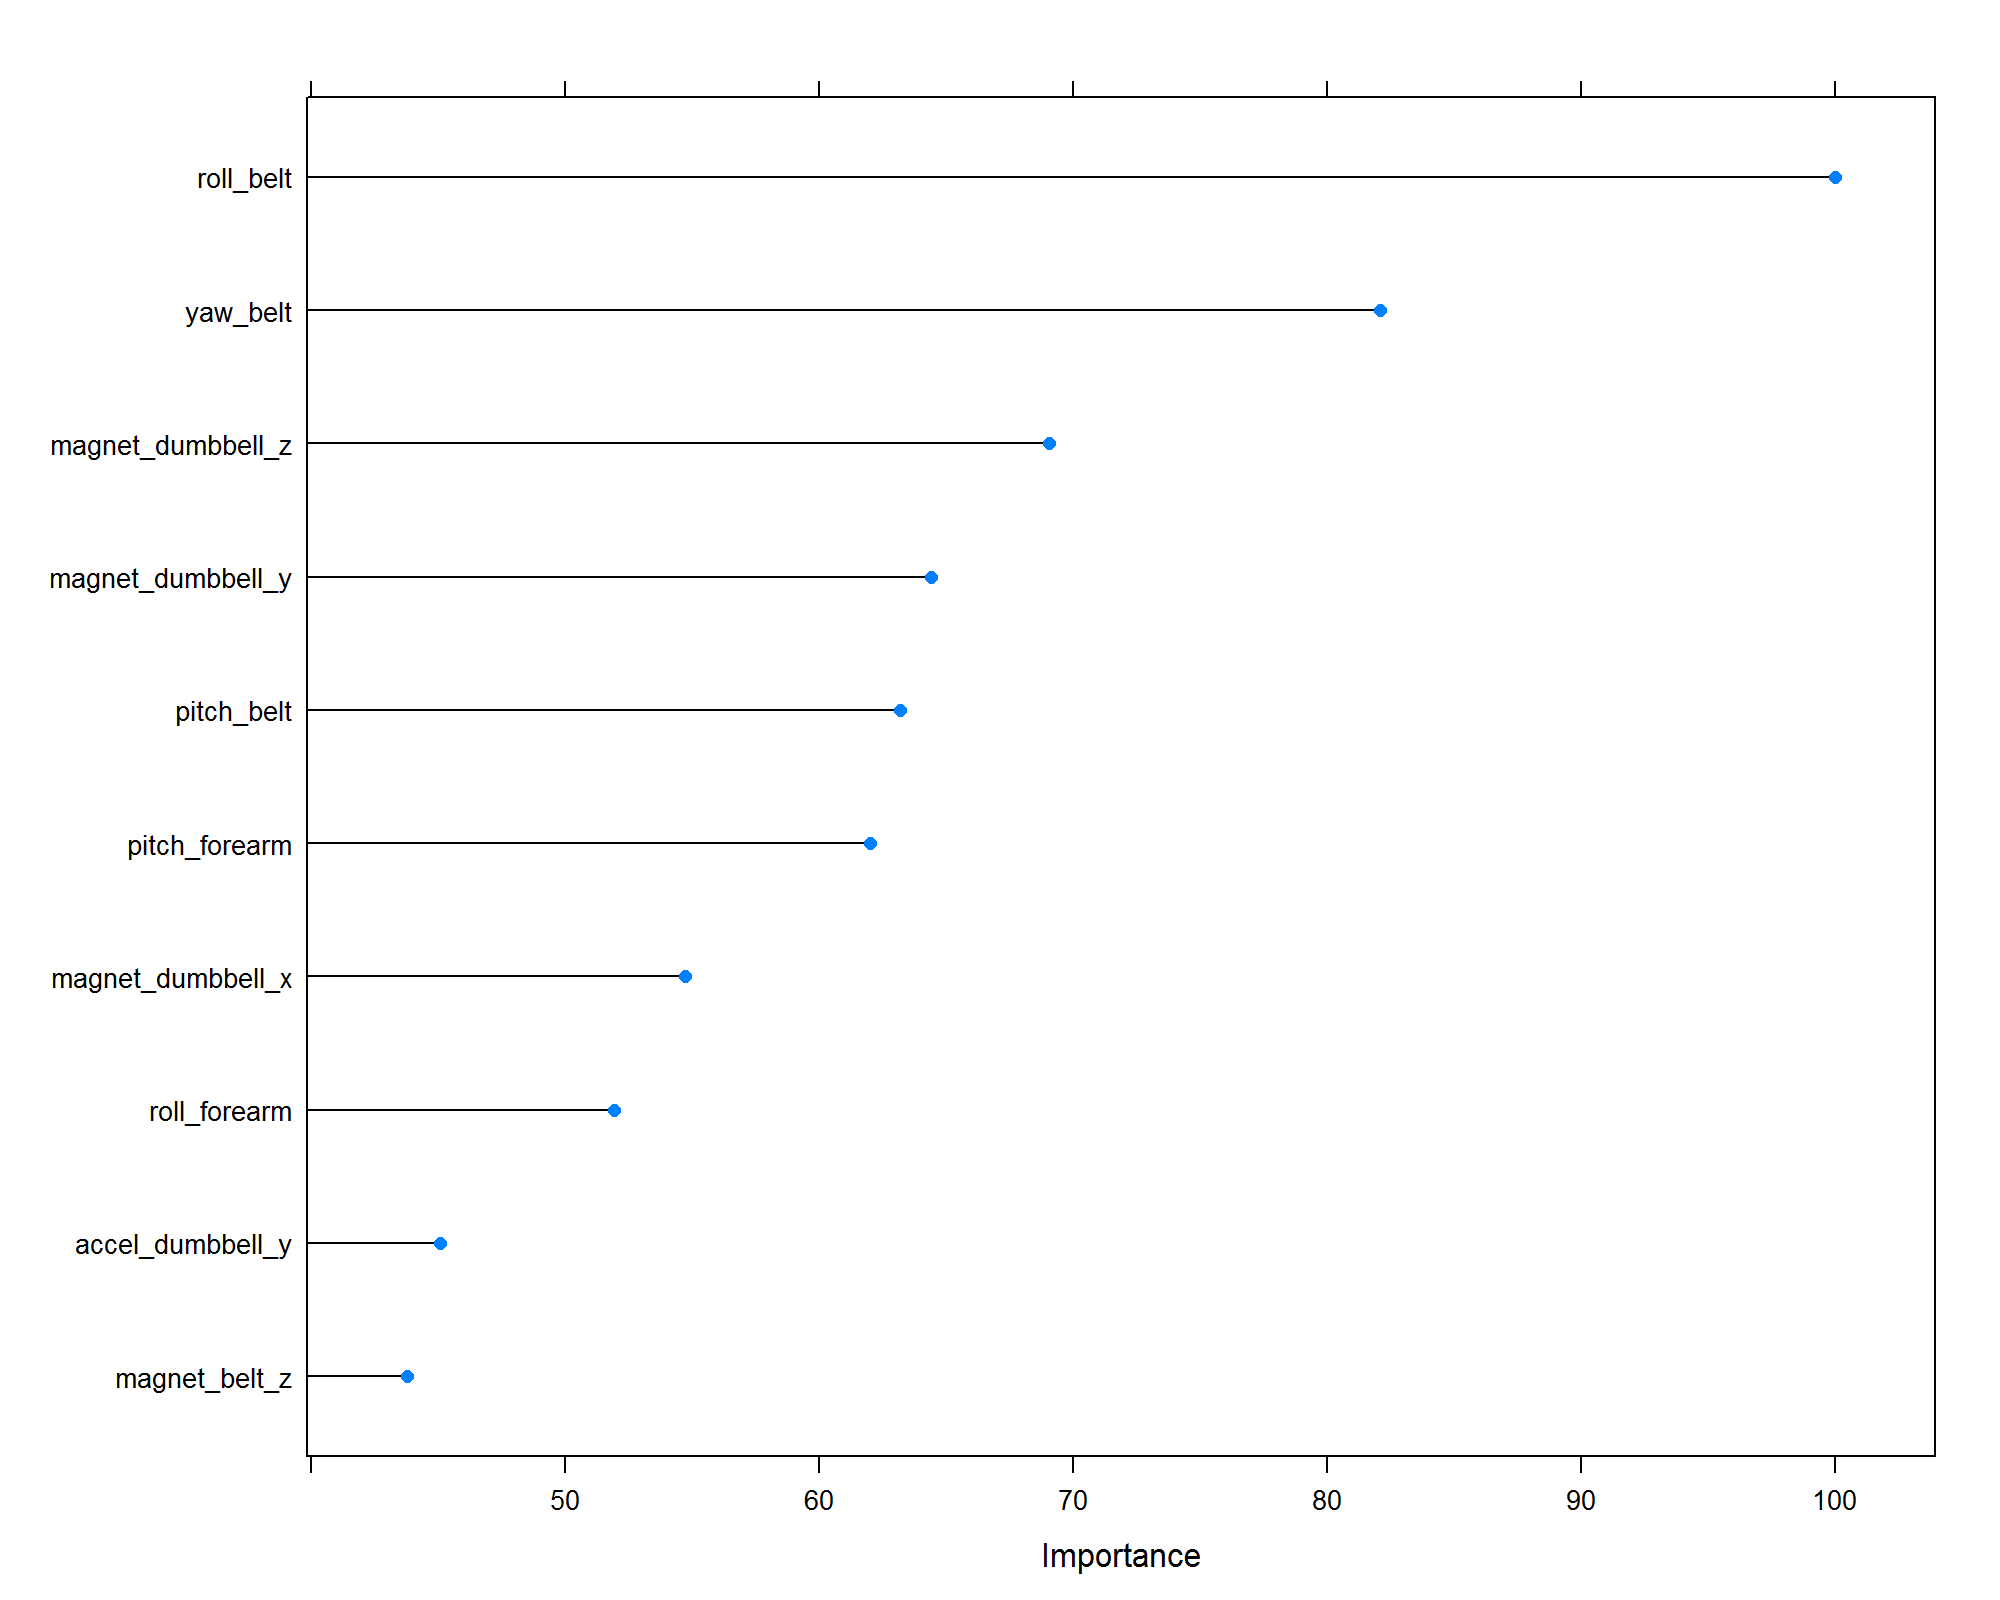 roll_belt
yaw_belt
magnet_dumbbell_z
magnet_dumbbell_y
pitch_belt
pitch_forearm
magnet_dumbbell_x
roll_forearm
accel_dumbbell_y
magnet_belt_z
50 60 70 80 90 100
Importance